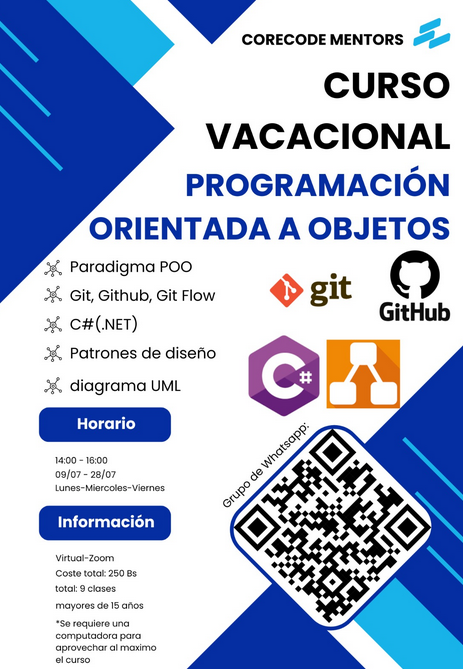 CORECODE MENTORS
CURSO
VACACIONAL
PROGRAMACIÓN
ORIENTADA A OBJETOS
Paradigma POO
Git, Github, Git Flow
C#(.NET)
Patrones de diseño
diagrama UML
git
GitHub
C#
Horario
14:00 - 16:00
09/07 - 28/07
Lunes-Miercoles-Viernes
Grupo de Whatsapp:
Información
Virtual-Zoom
Coste total: 250 Bs
total: 9 clases
mayores de 15 años
*Se requiere una
computadora para
aprovechar al maximo
el curso